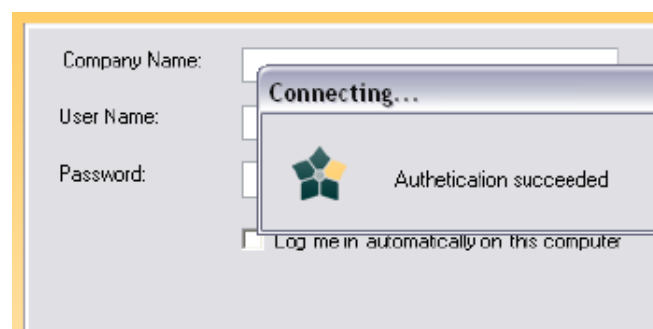 Company Name:
Connecting...
User Name:
Authetication succeeded
Password:
Log me in automatically on this computer